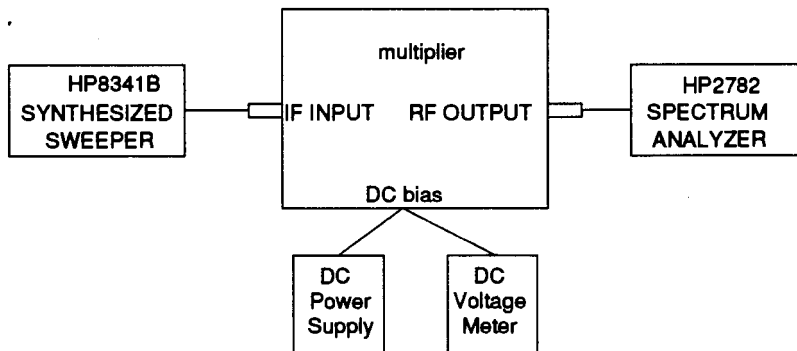 multiplier
HP8341B
SYNTHESIZED
SWEEPER
IF INPUT
RF OUTPUT
HP2782
SPECTRUM
ANALYZER
DC bias
DC
Power
Supply
DC
Voltage
Meter